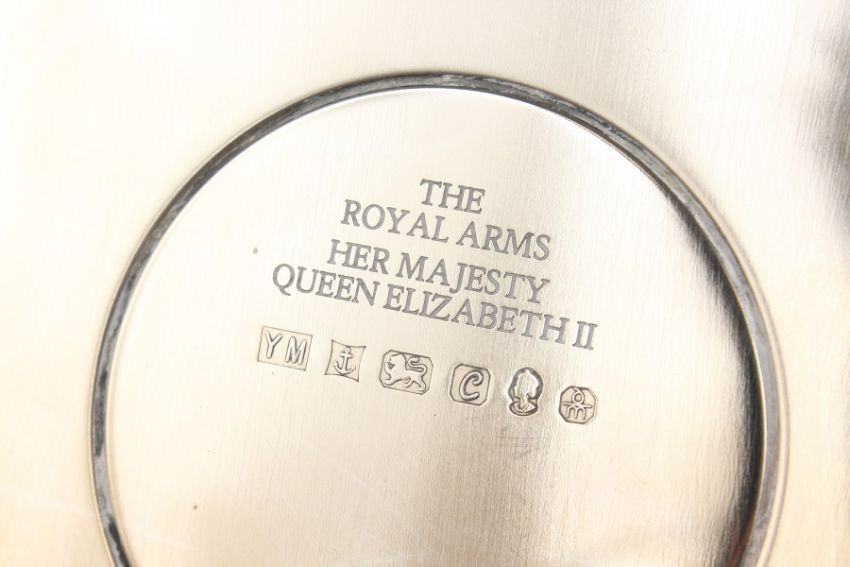 THE
ROYAL ARMS
HER MAJESTY
QUEEN ELIZABETH II
YM C